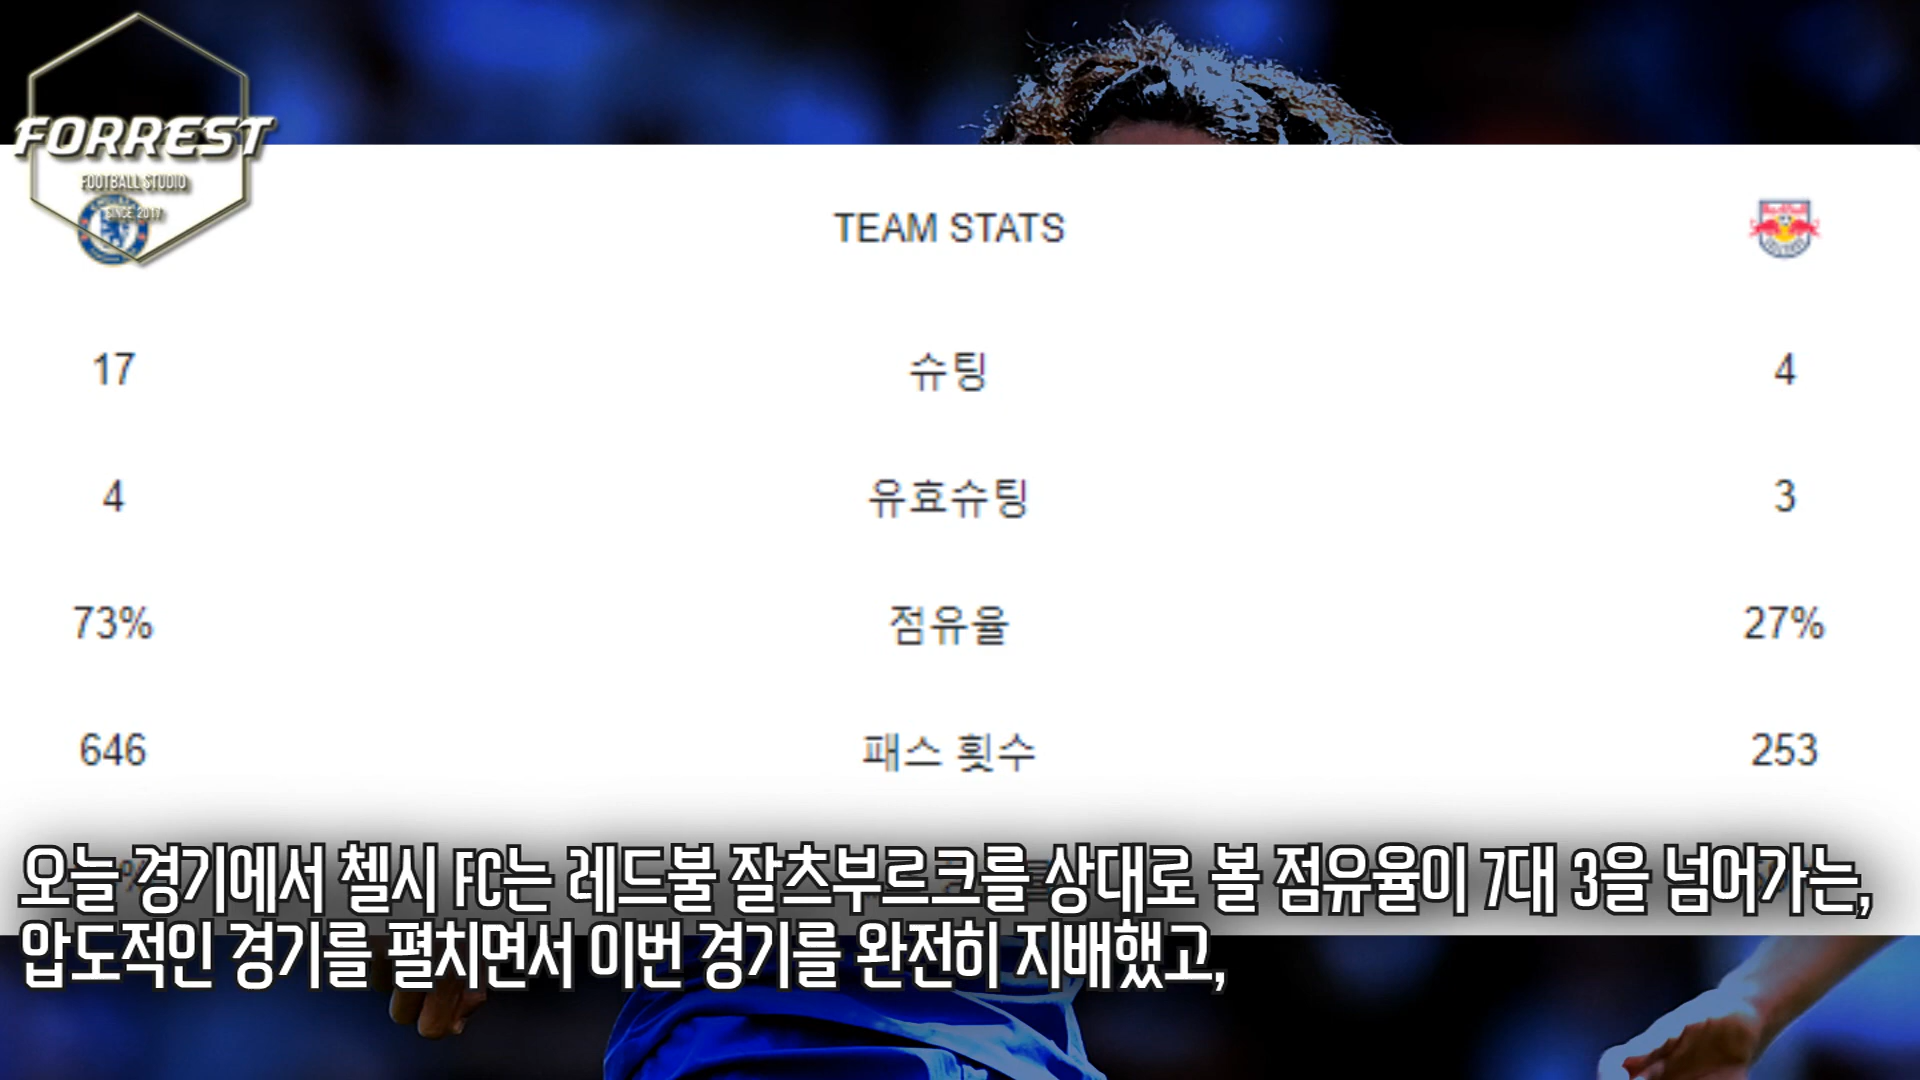 FORREST
FOOTBALL STUDIO
SINCE 2017
TEAM STATS
17 슈팅 4
4 유효슈팅 3
73% 점유율 27%
646 패스 횟수 253
오늘 경기에서 첼시 FC는 레드불 잘츠부르크를 상대로 볼 점유율이 7대 3을 넘어가는,
압도적인 경기를 펼치면서 이번 경기를 완전히 지배했고,